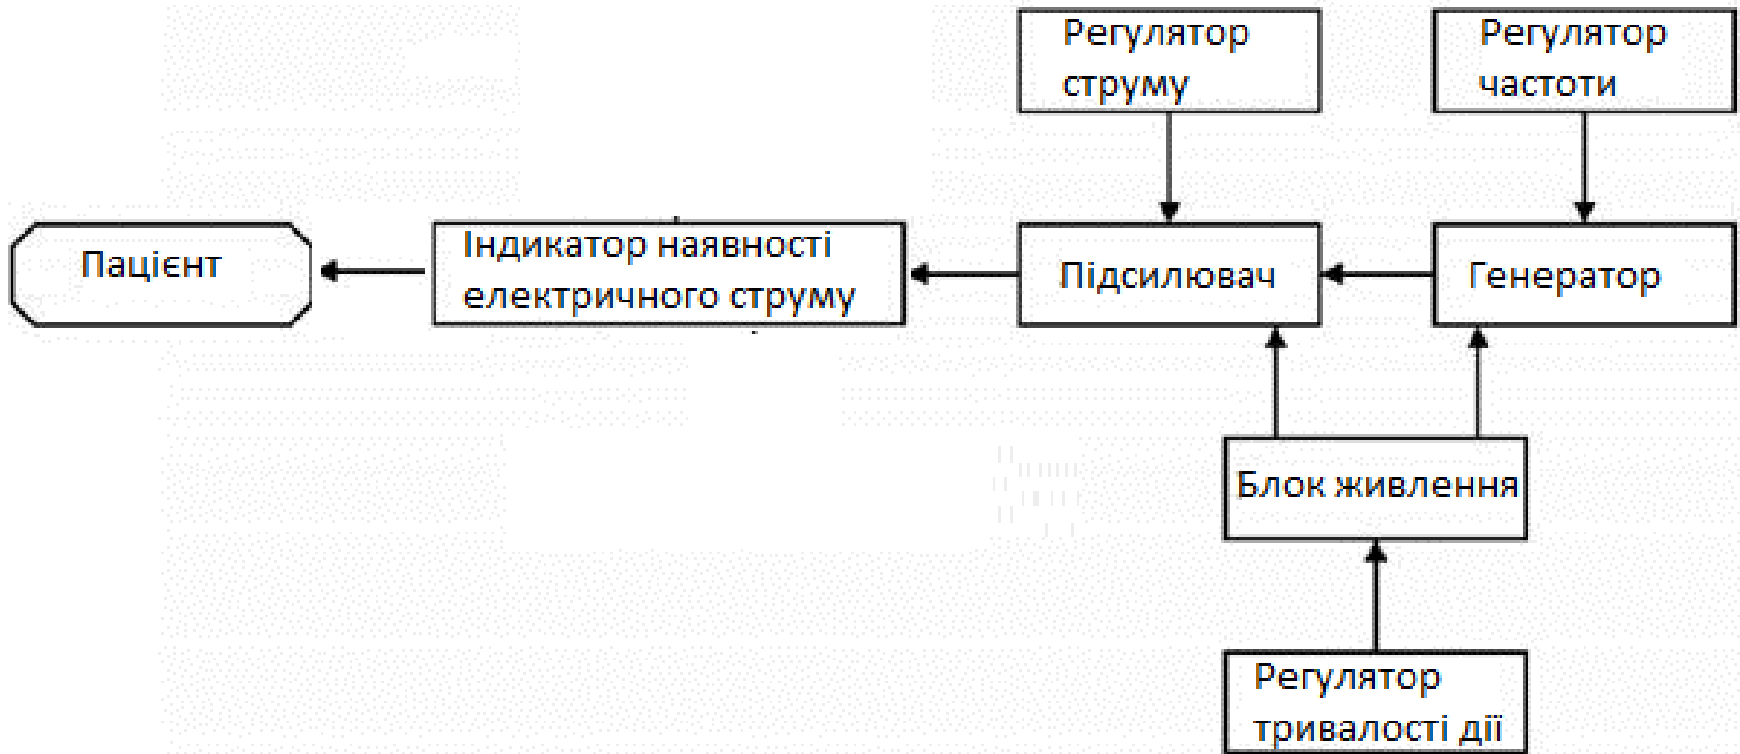 Регулятор
струму
Регулятор
частоти
Пацієнт
Індикатор наявності
електричного струму
Підсилювач
Генератор
Блок живлення
Регулятор
тривалості дії